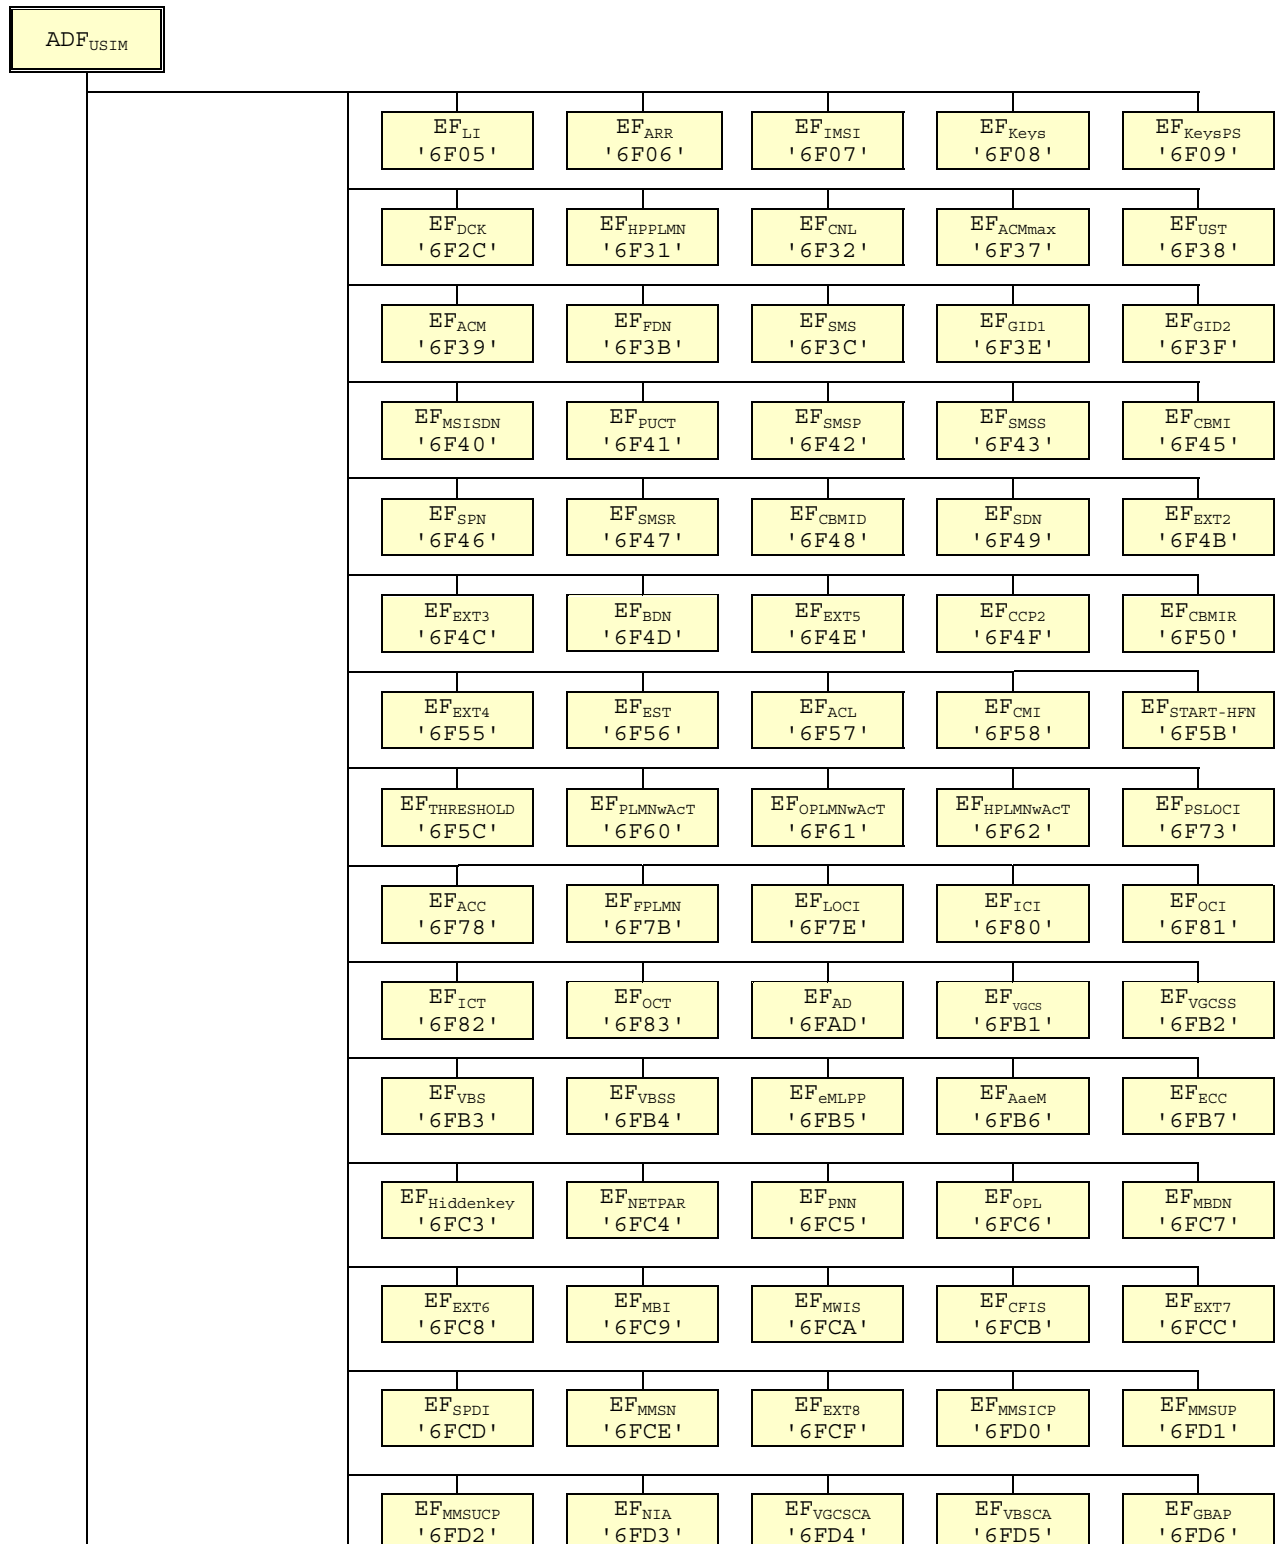 ADFUSIM
EFLI EFARR EFIMSI EFKeys EFKeysPS
'6F05' '6F06' '6F07' '6F08' '6F09'
EFDCK EFHPPLMN EFCNL EFACMmax EFUST
'6F2C' '6F31' '6F32' '6F37' '6F38'
EFACM EFFDN EFSMS EFGID1 EFGID2
'6F39' '6F3B' '6F3C' '6F3E' '6F3F'
EFMSISDN EFPUCT EFSMSP EFSMSS EFCBMI
'6F40' '6F41' '6F42' '6F43' '6F45'
EFSPN EFSMSR EFCBMID EFSDN EFEXT2
'6F46' '6F47' '6F48' '6F49' '6F4B'
EFEXT3 EFBDN EFEXT5 EFCCP2 EFCBMIR
'6F4C' '6F4D' '6F4E' '6F4F' '6F50'
EFEXT4 EFEST EFACL EFCMI EFSTART-HFN
'6F55' '6F56' '6F57' '6F58' '6F5B'
EFTHRESHOLD EFPLMNwAcT EFOPLMNwAcT EFHPLMNwAcT EFPSLOCI
'6F5C' '6F60' '6F61' '6F62' '6F73'
EFACC EFFPLMN EFLOCI EFICI EFOCI
'6F78' '6F7B' '6F7E' '6F80' '6F81'
EFICT EFOCT EFAD EFVGCS EFVGCSS
'6F82' '6F83' '6FAD' '6FB1' '6FB2'
EFVBS EFVBSS EFeMLPP EFAaeM EFECC
'6FB3' '6FB4' '6FB5' '6FB6' '6FB7'
EFHiddenkey EFNETPAR EFPNN EFOPL EFMBDN
'6FC3' '6FC4' '6FC5' '6FC6' '6FC7'
EFEXT6 EFMBI EFMWIS EFCFIS EFEXT7
'6FC8' '6FC9' '6FCA' '6FCB' '6FCC'
EFSPDI EFMMSN EFEXT8 EFMMSICP EFMMSUP
'6FCD' '6FCE' '6FCF' '6FD0' '6FD1'
EFMMSUCP EFNIA EFVGCSCA EFVBSCA EFGBAP
'6FD2' '6FD3' '6FD4' '6FD5' '6FD6'